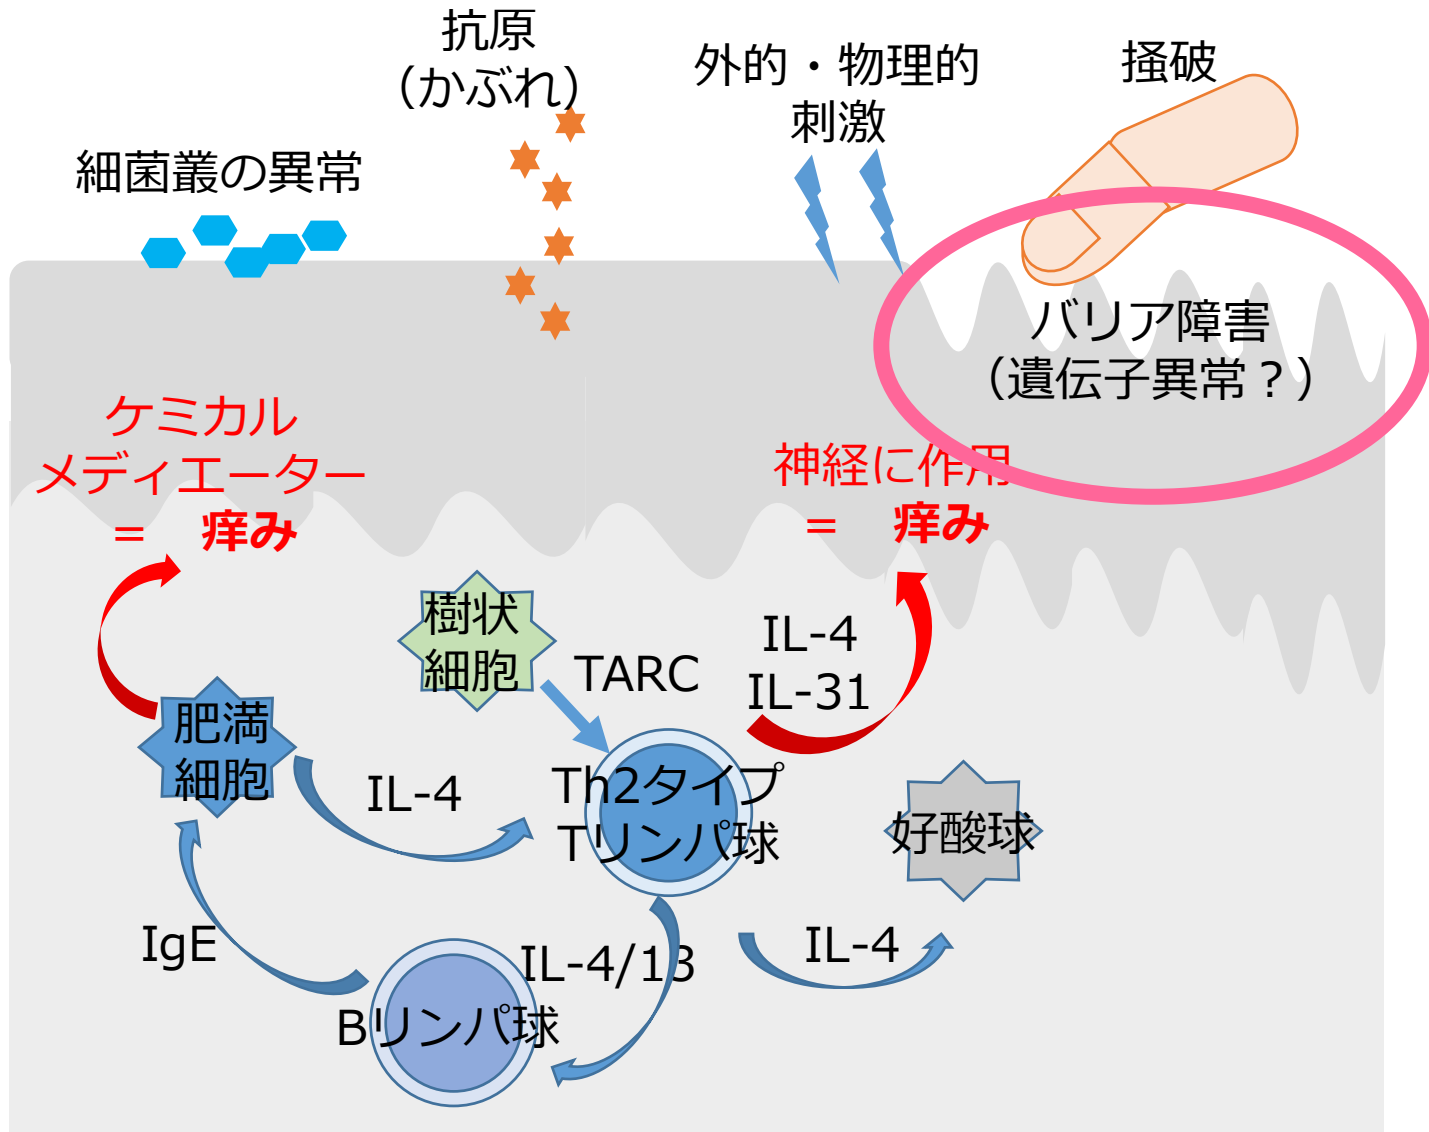 抗原
（かぶれ）
外的・物理的
刺激
掻破
細菌叢の異常
バリア障害
（遺伝子異常？）
ケミカル
メディエーター
＝　痒み
神経に作用
＝　痒み
樹状
細胞
TARC
IL-4
IL-31
肥満
細胞
IL-4
Th2タイプ
Tリンパ球
好酸球
IgE
IL-4/13
IL-4
Bリンパ球